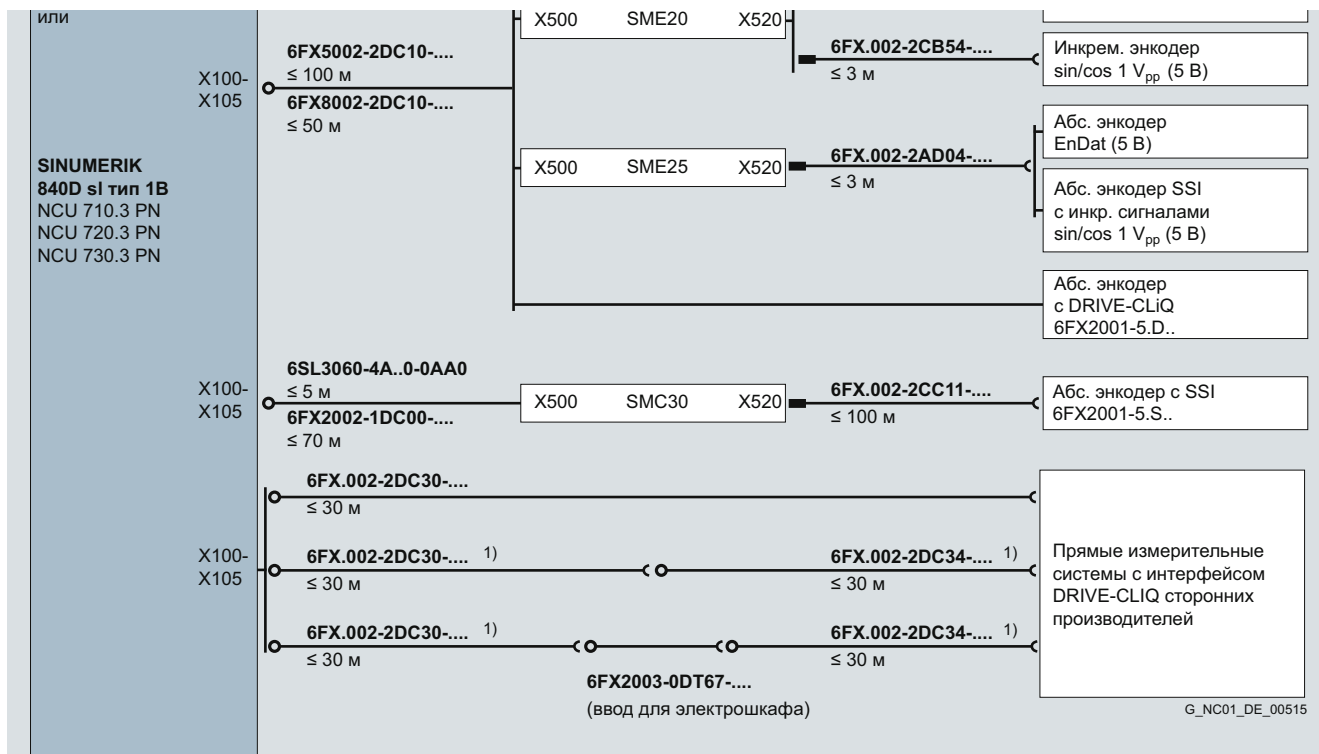 или
X500 SME20 X520
6FX5002-2DC10-....
≤ 100 м
6FX8002-2DC10-....
≤ 50 м
X100-
X105
6FX.002-2CB54-....
≤ 3 м
Инкрем. энкодер
sin/cos 1 Vpp (5 В)
SINUMERIK
840D sl тип 1B
NCU 710.3 PN
NCU 720.3 PN
NCU 730.3 PN
X500 SME25 X520
6FX.002-2AD04-....
≤ 3 м
Абс. энкодер
EnDat (5 В)
Абс. энкодер SSI
с инкр. сигналами
sin/cos 1 Vpp (5 В)
Абс. энкодер
с DRIVE-CLiQ
6FX2001-5.D..
X100-
X105
6SL3060-4A..0-0AA0
≤ 5 м
6FX2002-1DC00-....
≤ 70 м
X500 SMC30 X520
6FX.002-2CC11-....
≤ 100 м
Абс. энкодер с SSI
6FX2001-5.S..
X100-
X105
6FX.002-2DC30-....
≤ 30 м
6FX.002-2DC30-.... 1)
≤ 30 м
6FX.002-2DC34-.... 1)
≤ 30 м
6FX.002-2DC30-.... 1)
≤ 30 м
6FX.002-2DC34-.... 1)
≤ 30 м
6FX2003-0DT67-....
(ввод для электрошкафа)
Прямые измерительные
системы с интерфейсом
DRIVE-CLIQ сторонних
производителей
G_NC01_DE_00515